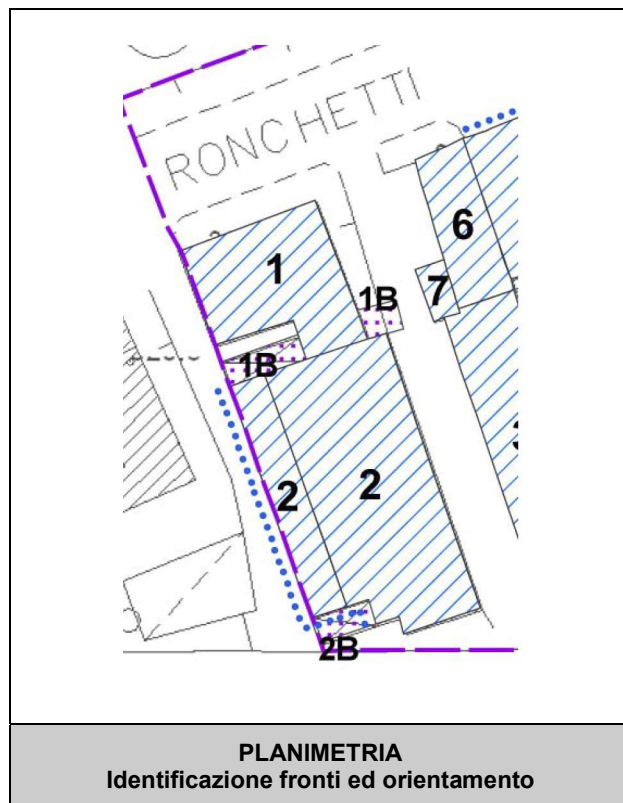 RONCHETTI
6
1
7
1B
1B
2
2
2B
PLANIMETRIA
Identificazione fronti ed orientamento